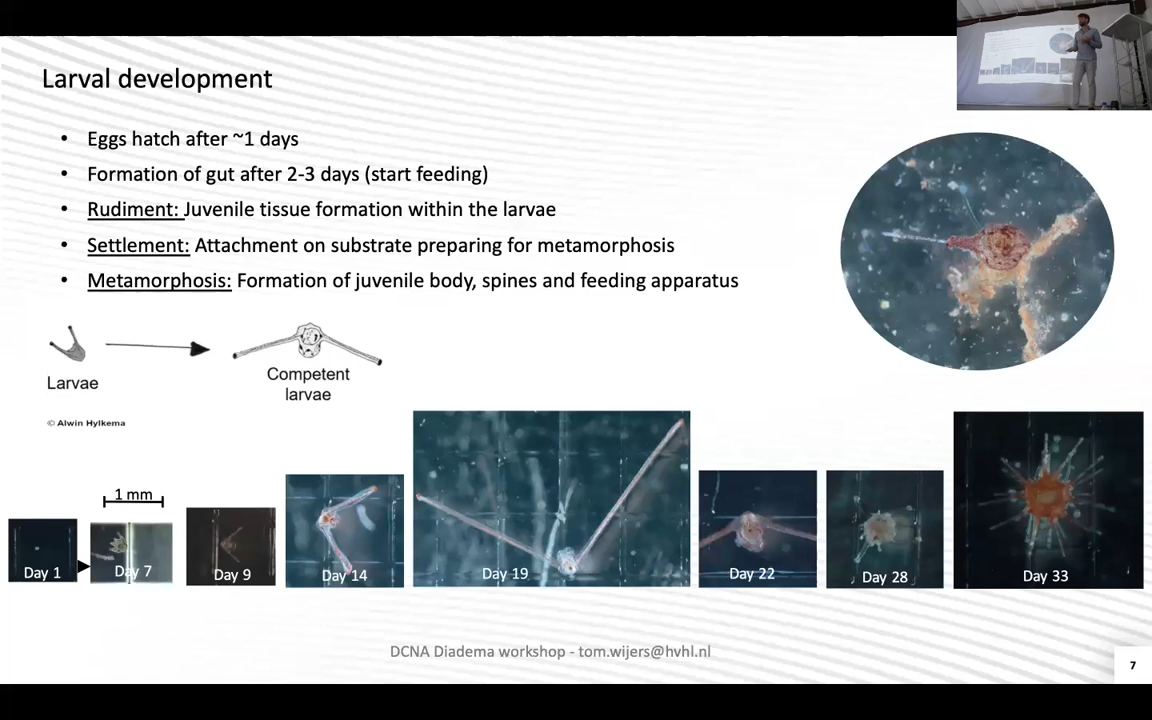 Larval development
• Eggs hatch after ~1 days
• Formation of gut after 2-3 days (start feeding)
• Rudiment: Juvenile tissue formation within the larvae
• Settlement: Attachment on substrate preparing for metamorphosis
• Metamorphosis: Formation of juvenile body, spines and feeding apparatus
Larvae
Competent
larvae
© Alwin Hylkema
1 mm
Day 1
Day 7
Day 9
Day 14
Day 19
Day 22
Day 28
Day 33
DCNA Diadema workshop - tom.wijers@hvhl.nl
7